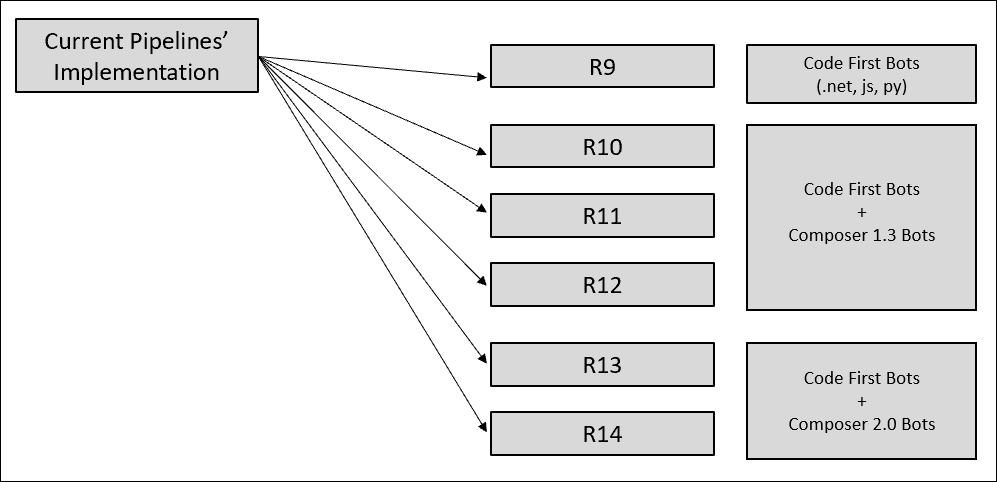 Current Pipelines’
Implementation
R9
Code First Bots
(.net, js, py)
R10
R11
R12
Code First Bots
+
Composer 1.3 Bots
R13
R14
Code First Bots
+
Composer 2.0 Bots